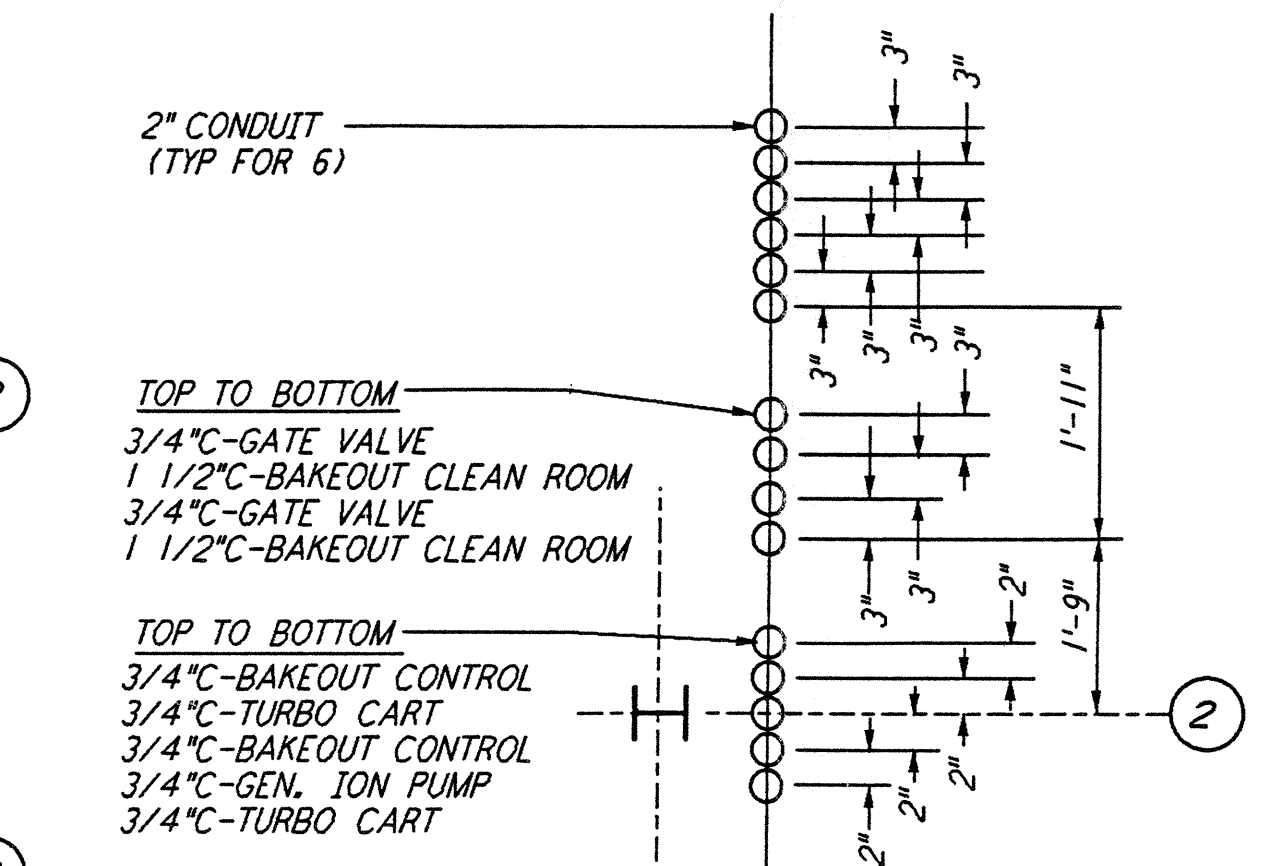 2" CONDUIT
(TYP FOR 6)
3"
3"
3"
3"
3"
3"
1'-11"
TOP TO BOTTOM
3/4"C-GATE VALVE
1 1/2"C-BAKEOUT CLEAN ROOM
3/4"C-GATE VALVE
1 1/2"C-BAKEOUT CLEAN ROOM
3"
3"
2"
1'-9"
TOP TO BOTTOM
3/4"C-BAKEOUT CONTROL
3/4"C-TURBO CART
3/4"C-BAKEOUT CONTROL
3/4"C-GEN. ION PUMP
3/4"C-TURBO CART
2
2"
2"
2"